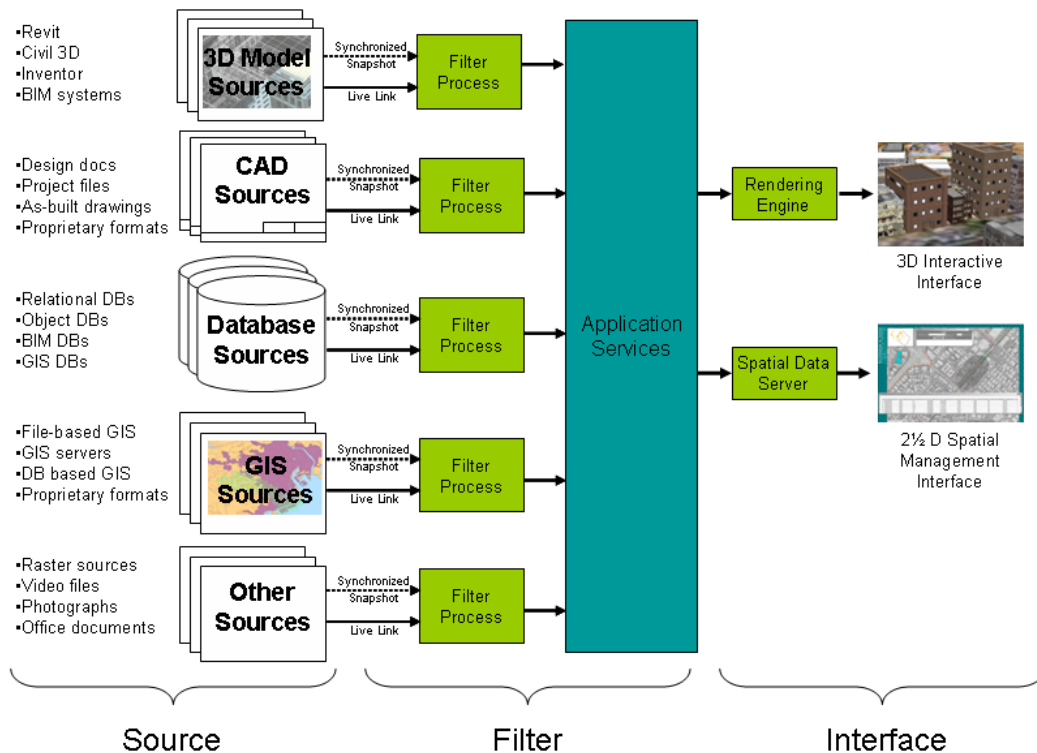 ▪Revit
▪Civil 3D
▪Inventor
▪BIM systems
3D Model
Sources
Synchronized
Snapshot
Live Link
Filter
Process
▪Design docs
▪Project files
▪As-built drawings
▪Proprietary formats
CAD
Sources
Synchronized
Snapshot
Live Link
Filter
Process
▪Relational DBs
▪Object DBs
▪BIM DBs
▪GIS DBs
Database
Sources
Synchronized
Snapshot
Live Link
Filter
Process
▪File-based GIS
▪GIS servers
▪DB based GIS
▪Proprietary formats
GIS
Sources
Synchronized
Snapshot
Live Link
Filter
Process
▪Raster sources
▪Video files
▪Photographs
▪Office documents
Other
Sources
Synchronized
Snapshot
Live Link
Filter
Process
Application
Services
Rendering
Engine
3D Interactive
Interface
Spatial Data
Server
2½ D Spatial
Management
Interface
Source
Filter
Interface